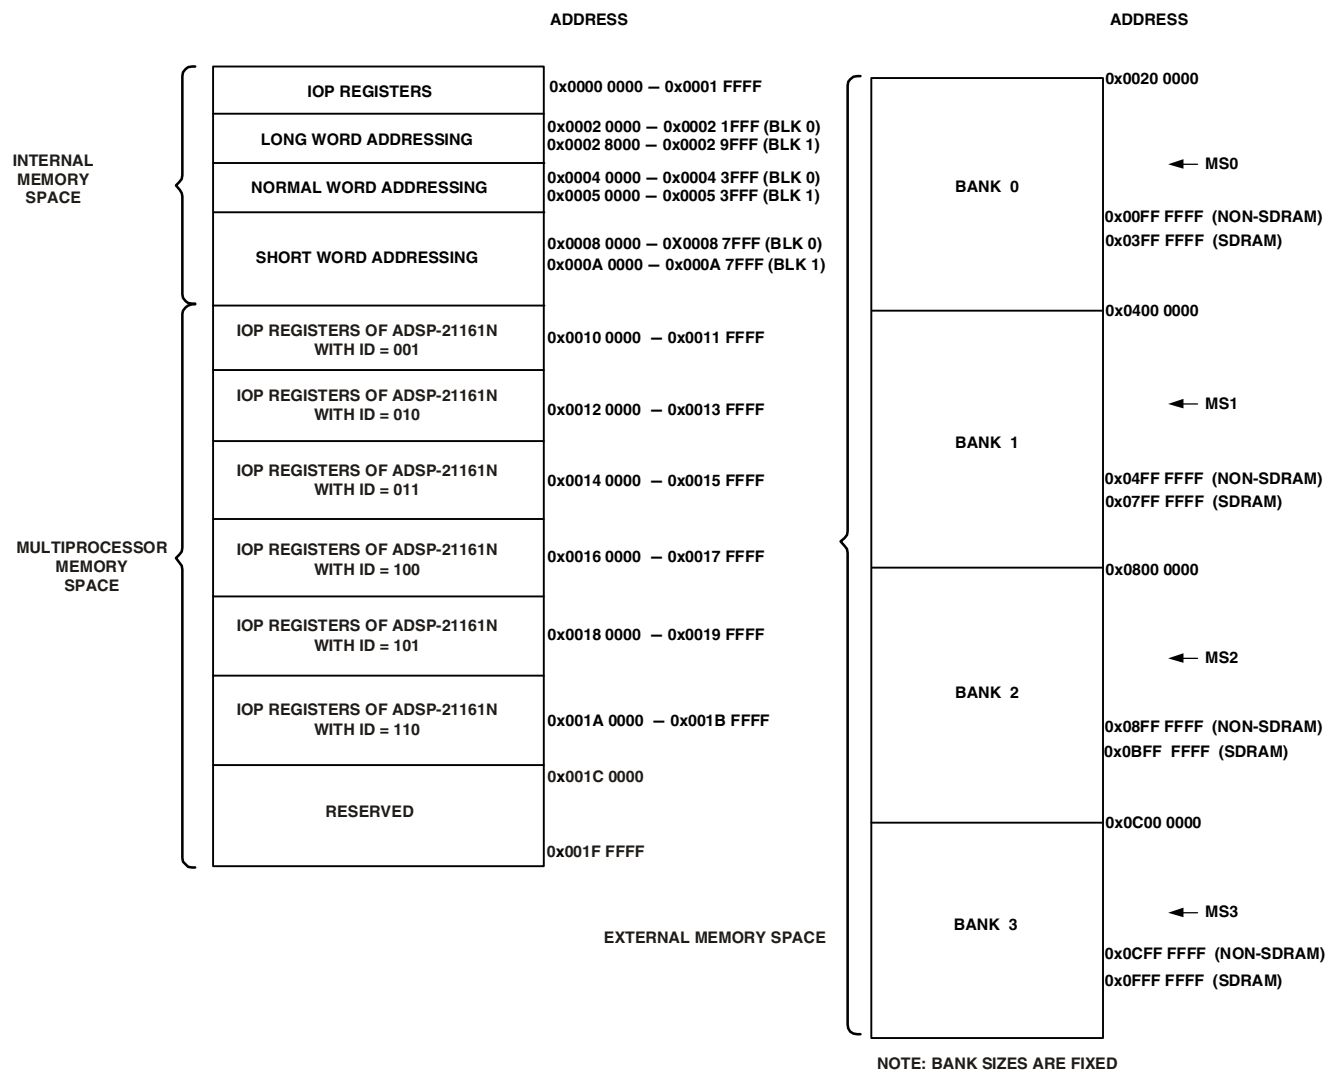 ADDRESS
IOP REGISTERS
0x0000 0000 – 0x0001 FFFF
LONG WORD ADDRESSING
0x0002 0000 – 0x0002 1FFF (BLK 0)
0x0002 8000 – 0x0002 9FFF (BLK 1)
INTERNAL
MEMORY
SPACE
NORMAL WORD ADDRESSING
0x0004 0000 – 0x0004 3FFF (BLK 0)
0x0005 0000 – 0x0005 3FFF (BLK 1)
SHORT WORD ADDRESSING
0x0008 0000 – 0X0008 7FFF (BLK 0)
0x000A 0000 – 0x000A 7FFF (BLK 1)
IOP REGISTERS OF ADSP-21161N
WITH ID = 001
0x0010 0000 – 0x0011 FFFF
IOP REGISTERS OF ADSP-21161N
WITH ID = 010
0x0012 0000 – 0x0013 FFFF
IOP REGISTERS OF ADSP-21161N
WITH ID = 011
0x0014 0000 – 0x0015 FFFF
MULTIPROCESSOR
MEMORY
SPACE
IOP REGISTERS OF ADSP-21161N
WITH ID = 100
0x0016 0000 – 0x0017 FFFF
IOP REGISTERS OF ADSP-21161N
WITH ID = 101
0x0018 0000 – 0x0019 FFFF
IOP REGISTERS OF ADSP-21161N
WITH ID = 110
0x001A 0000 – 0x001B FFFF
0x001C 0000
RESERVED
0x001F FFFF
ADDRESS
0x0020 0000
MS0
BANK 0
0x00FF FFFF (NON-SDRAM)
0x03FF FFFF (SDRAM)
0x0400 0000
MS1
BANK 1
0x04FF FFFF (NON-SDRAM)
0x07FF FFFF (SDRAM)
0x0800 0000
MS2
BANK 2
0x08FF FFFF (NON-SDRAM)
0x0BFF FFFF (SDRAM)
0x0C00 0000
MS3
BANK 3
EXTERNAL MEMORY SPACE
0x0CFF FFFF (NON-SDRAM)
0x0FFF FFFF (SDRAM)
NOTE: BANK SIZES ARE FIXED